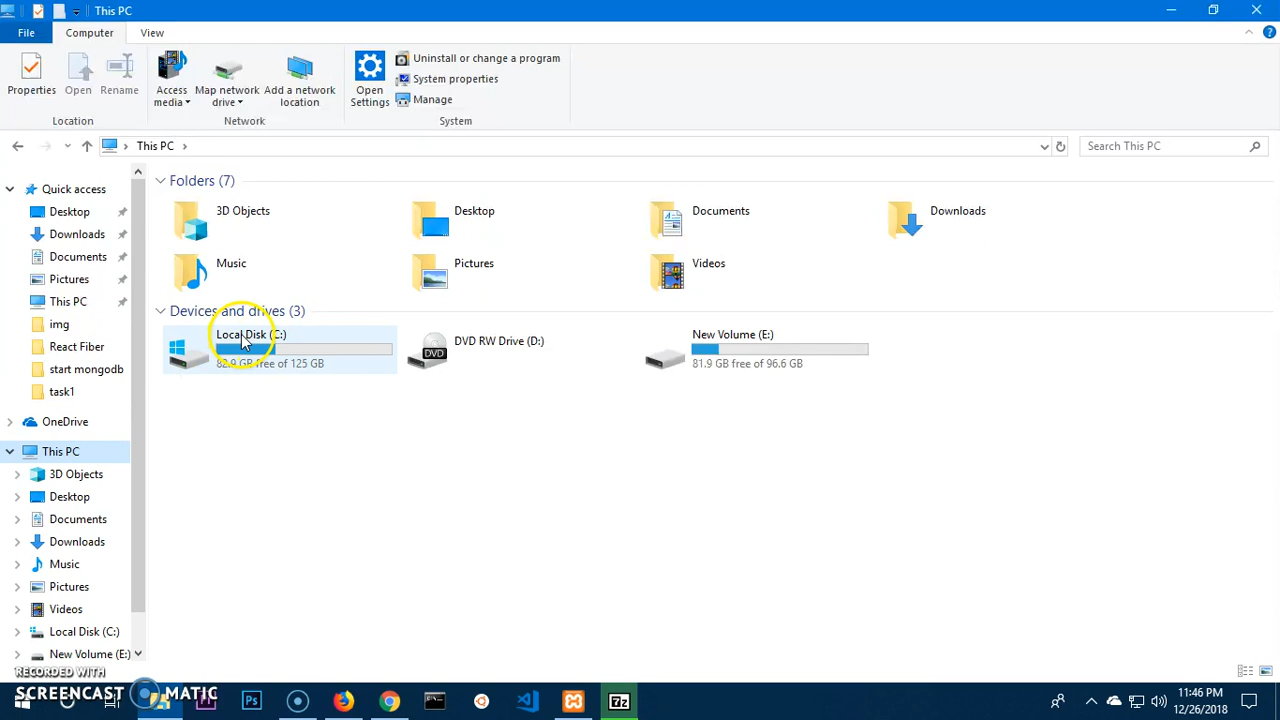 This PC
File
Computer
View
Properties
Open
Rename
Access media
Map network drive
Add a network location
Open Settings
Uninstall or change a program
System properties
Manage
Location
Network
System
This PC
Search This PC
Quick access
Desktop
Downloads
Documents
Pictures
This PC
img
React Fiber
start mongodb
task1
OneDrive
This PC
3D Objects
Desktop
Documents
Downloads
Music
Pictures
Videos
Local Disk (C:)
New Volume (E:)
Folders (7)
3D Objects
Desktop
Documents
Downloads
Music
Pictures
Videos
Devices and drives (3)
Local Disk (C:)
82.9 GB free of 125 GB
DVD RW Drive (D:)
DVD
New Volume (E:)
81.9 GB free of 96.6 GB
RECORDED WITH
SCREENCAST MATIC
Ps
7z
11:46 PM
12/26/2018